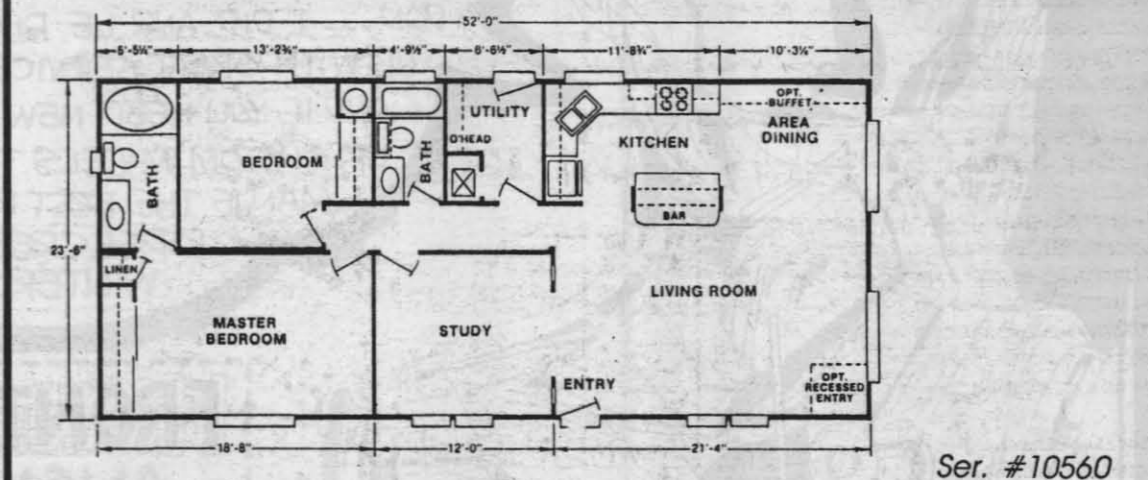 52'-0"
5'-5¼" 13'-2¾" 4'-9½" 6'-6½" 11'-8¾" 10'-3¼"
OPT.
BUFFET
AREA
DINING
UTILITY
O'HEAD
KITCHEN
BEDROOM
BATH
BATH
BAR
23'-6"
LINEN
LIVING ROOM
MASTER
BEDROOM
STUDY
ENTRY
OPT.
RECESSED
ENTRY
18'-8" 12'-0" 21'-4"
Ser. #10560